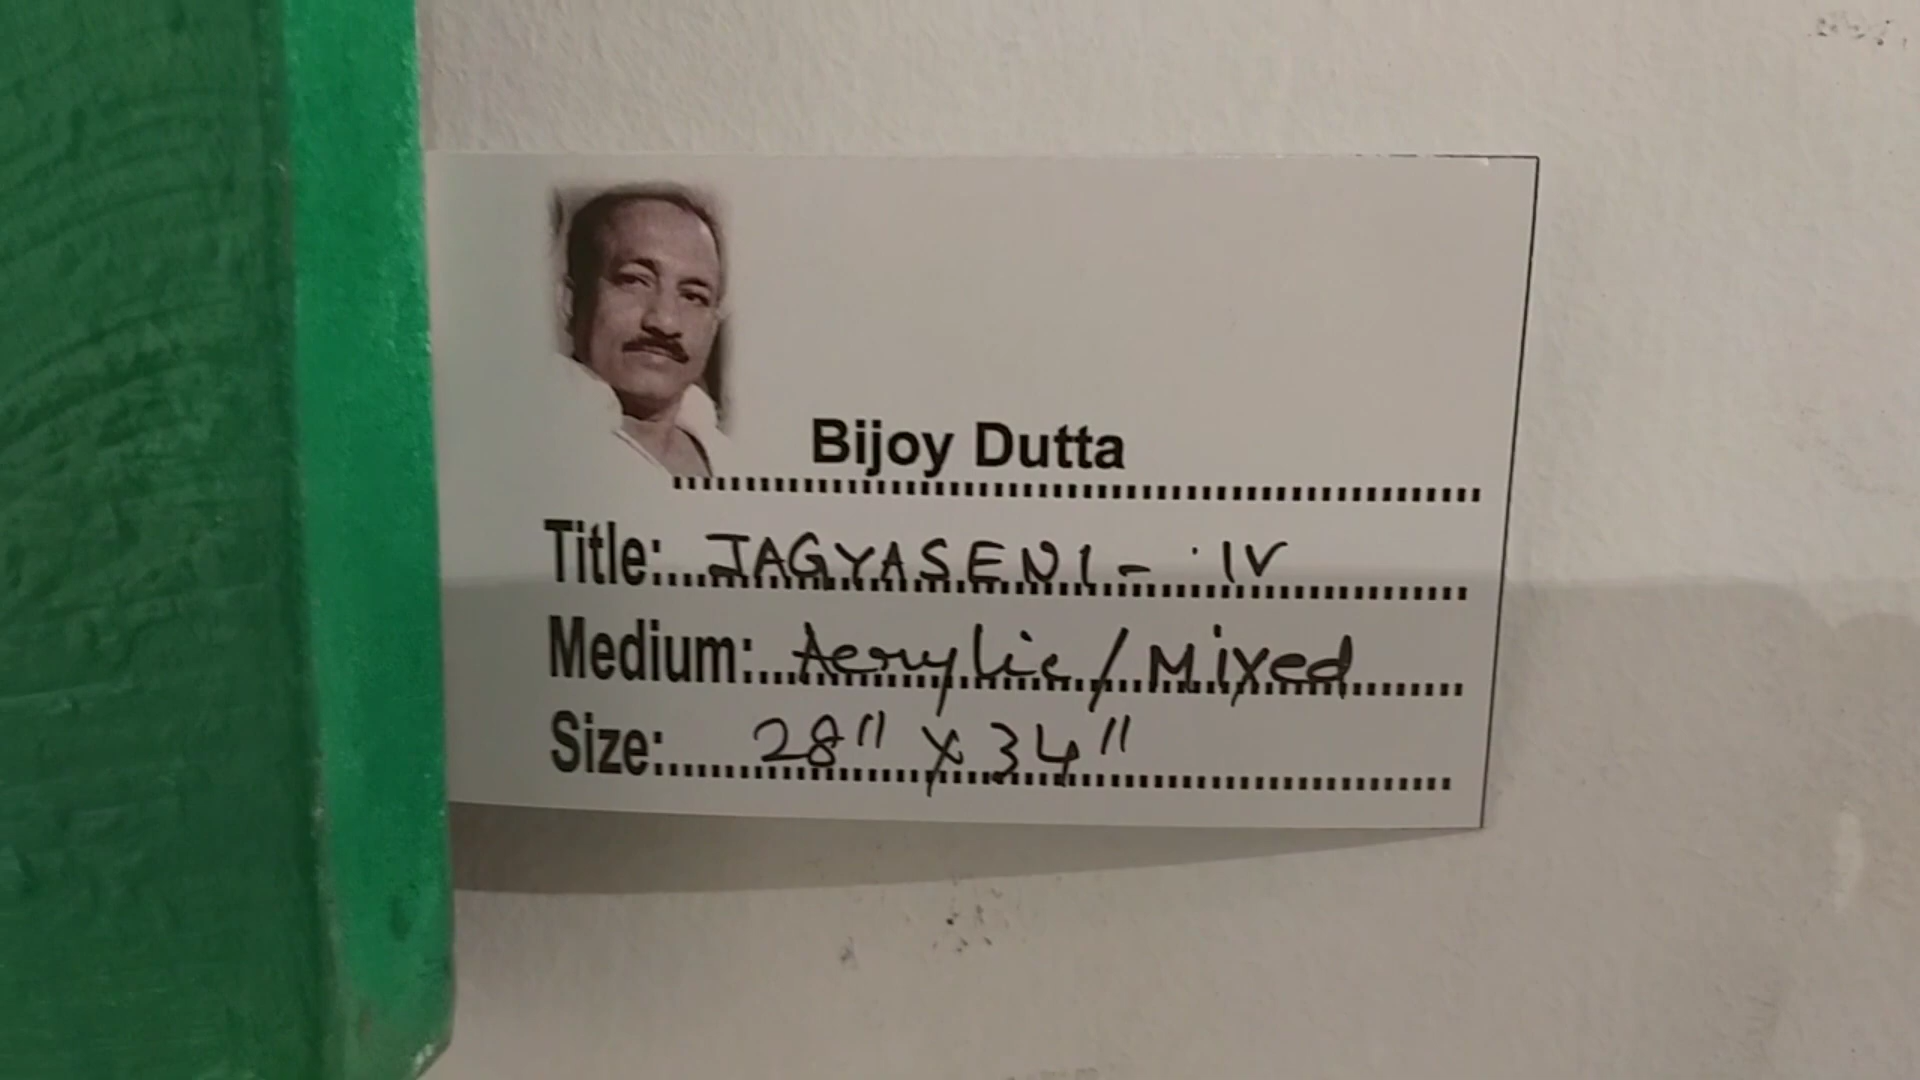 Bijoy Dutta
Title: JAGYASENI - IV
Medium: Acrylic / Mixed
Size: 28" x 34"